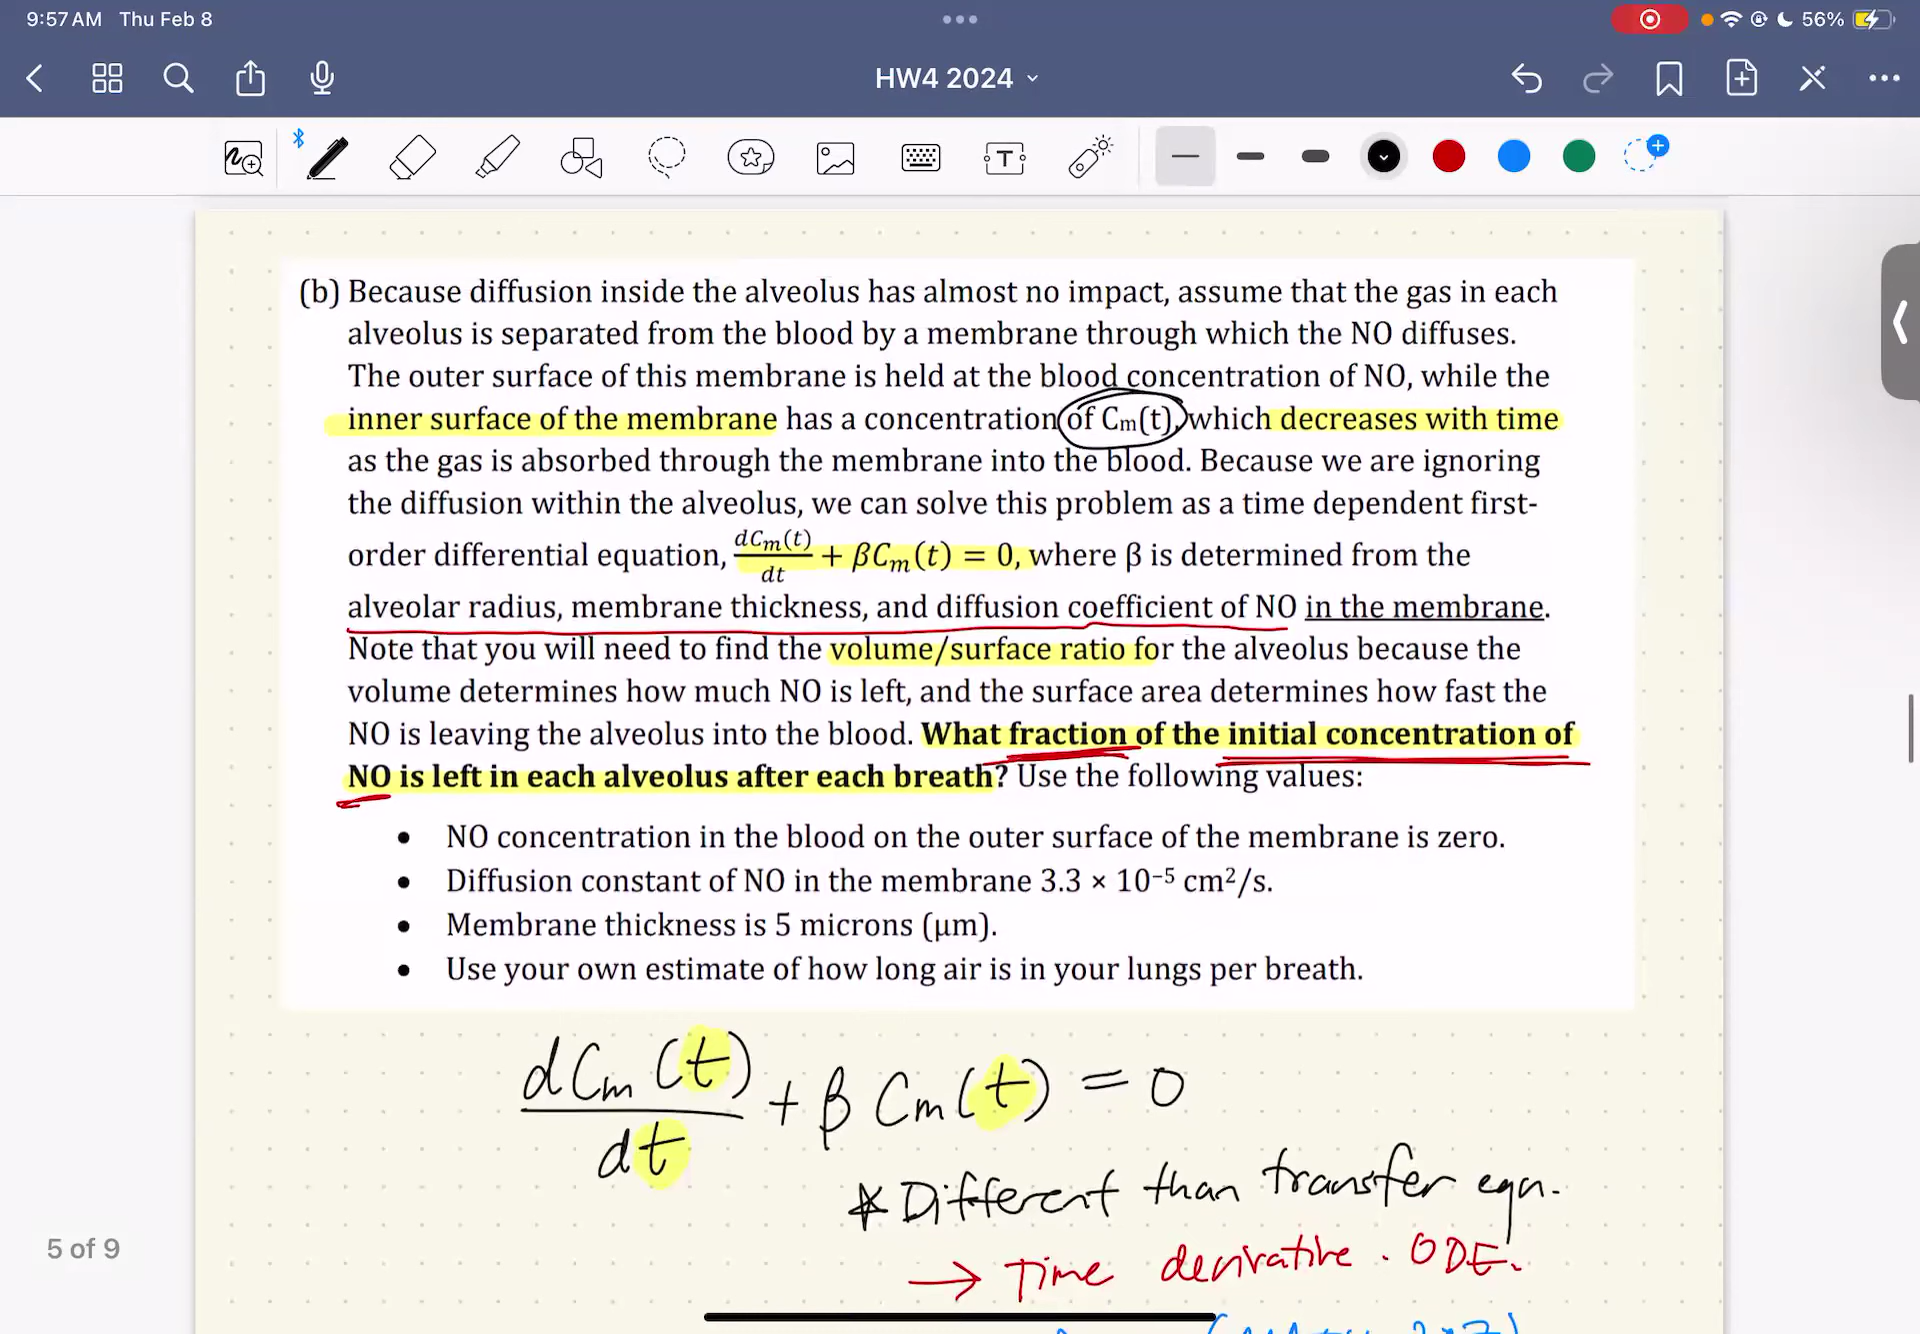 9:57 AM Thu Feb 8
56%
HW4 2024
T
(b) Because diffusion inside the alveolus has almost no impact, assume that the gas in each
alveolus is separated from the blood by a membrane through which the NO diffuses.
The outer surface of this membrane is held at the blood concentration of NO, while the
inner surface of the membrane has a concentration of Cm(t), which decreases with time
as the gas is absorbed through the membrane into the blood. Because we are ignoring
the diffusion within the alveolus, we can solve this problem as a time dependent first-
order differential equation, dCm(t)/dt + βCm(t) = 0, where β is determined from the
alveolar radius, membrane thickness, and diffusion coefficient of NO in the membrane.
Note that you will need to find the volume/surface ratio for the alveolus because the
volume determines how much NO is left, and the surface area determines how fast the
NO is leaving the alveolus into the blood. What fraction of the initial concentration of
NO is left in each alveolus after each breath? Use the following values:
• NO concentration in the blood on the outer surface of the membrane is zero.
• Diffusion constant of NO in the membrane 3.3 × 10⁻⁵ cm²/s.
• Membrane thickness is 5 microns (μm).
• Use your own estimate of how long air is in your lungs per breath.
dCm(t)/dt + β Cm(t) = 0
* Different than transfer eqn.
→ Time derivative. ODE.
5 of 9